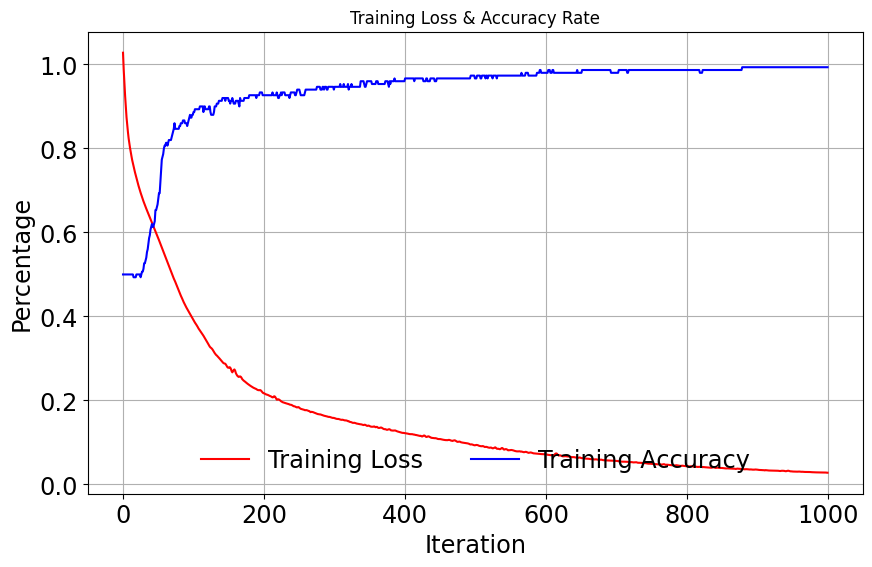 Training Loss & Accuracy Rate
1.0
0.8
0.6
0.4
0.2
0.0
Percentage
Training Loss
Training Accuracy
0 200 400 600 800 1000
Iteration